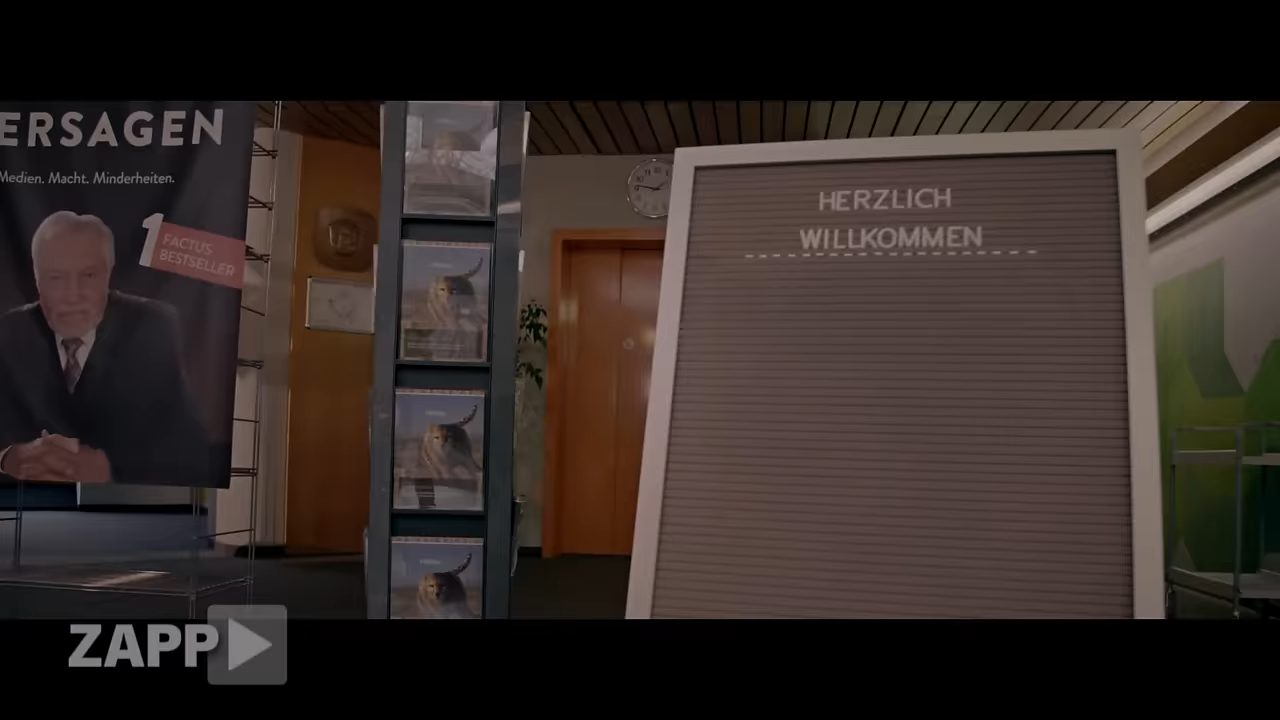 ERSAGEN
Medien. Macht. Minderheiten.
1
FACTUS
BESTSELLER
HERZLICH
WILLKOMMEN
ZAPP